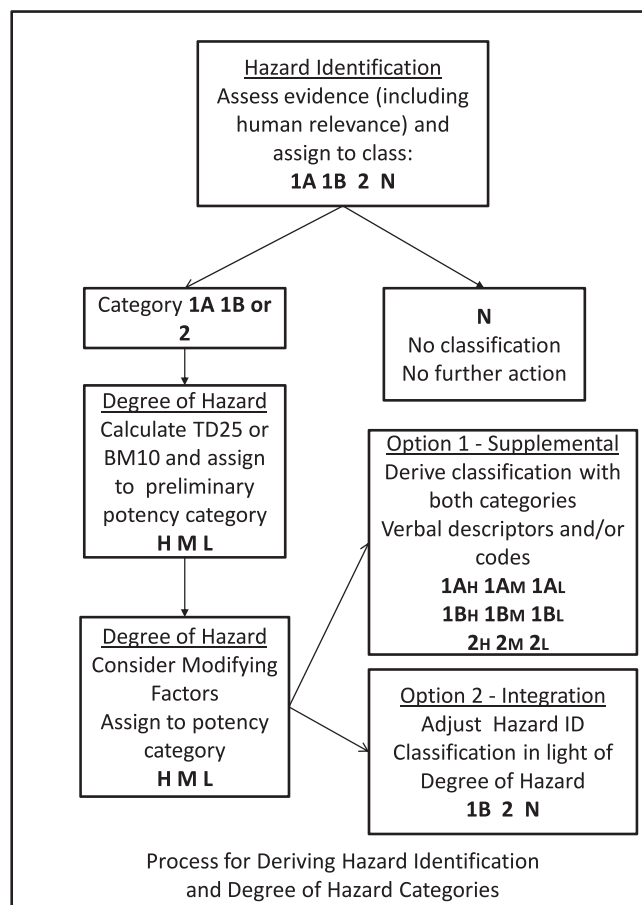 Hazard Identification
Assess evidence (including
human relevance) and
assign to class:
1A 1B 2 N
Category 1A 1B or
2
N
No classification
No further action
Degree of Hazard
Calculate TD25 or
BM10 and assign
to preliminary
potency category
H M L
Option 1 - Supplemental
Derive classification with
both categories
Verbal descriptors and/or
codes
1AH 1AM 1AL
1BH 1BM 1BL
2H 2M 2L
Degree of Hazard
Consider Modifying
Factors
Assign to potency
category
H M L
Option 2 - Integration
Adjust Hazard ID
Classification in light of
Degree of Hazard
1B 2 N
Process for Deriving Hazard Identification
and Degree of Hazard Categories